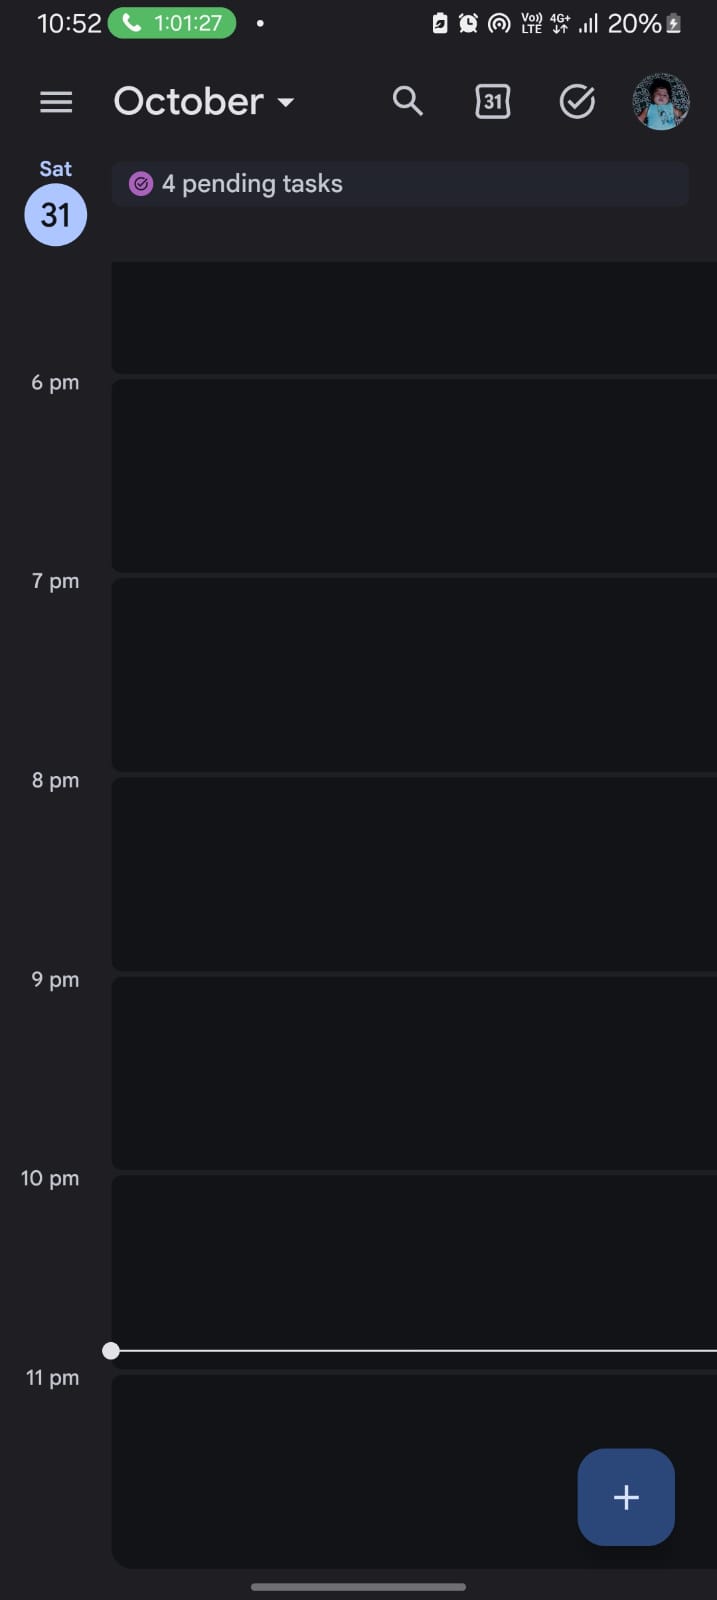 10:52 1:01:27 Vo)) LTE 4G+ 20%
October 31
Sat
31
4 pending tasks
6 pm
7 pm
8 pm
9 pm
10 pm
11 pm
+